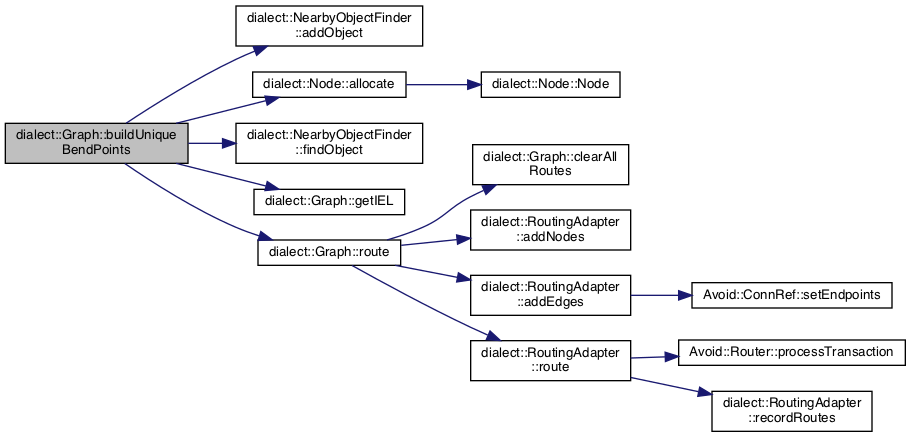 dialect::NearbyObjectFinder
::addObject
dialect::Node::allocate
dialect::Node::Node
dialect::Graph::buildUnique
BendPoints
dialect::NearbyObjectFinder
::findObject
dialect::Graph::clearAll
Routes
dialect::Graph::getIEL
dialect::RoutingAdapter
::addNodes
dialect::Graph::route
dialect::RoutingAdapter
::addEdges
Avoid::ConnRef::setEndpoints
dialect::RoutingAdapter
::route
Avoid::Router::processTransaction
dialect::RoutingAdapter
::recordRoutes